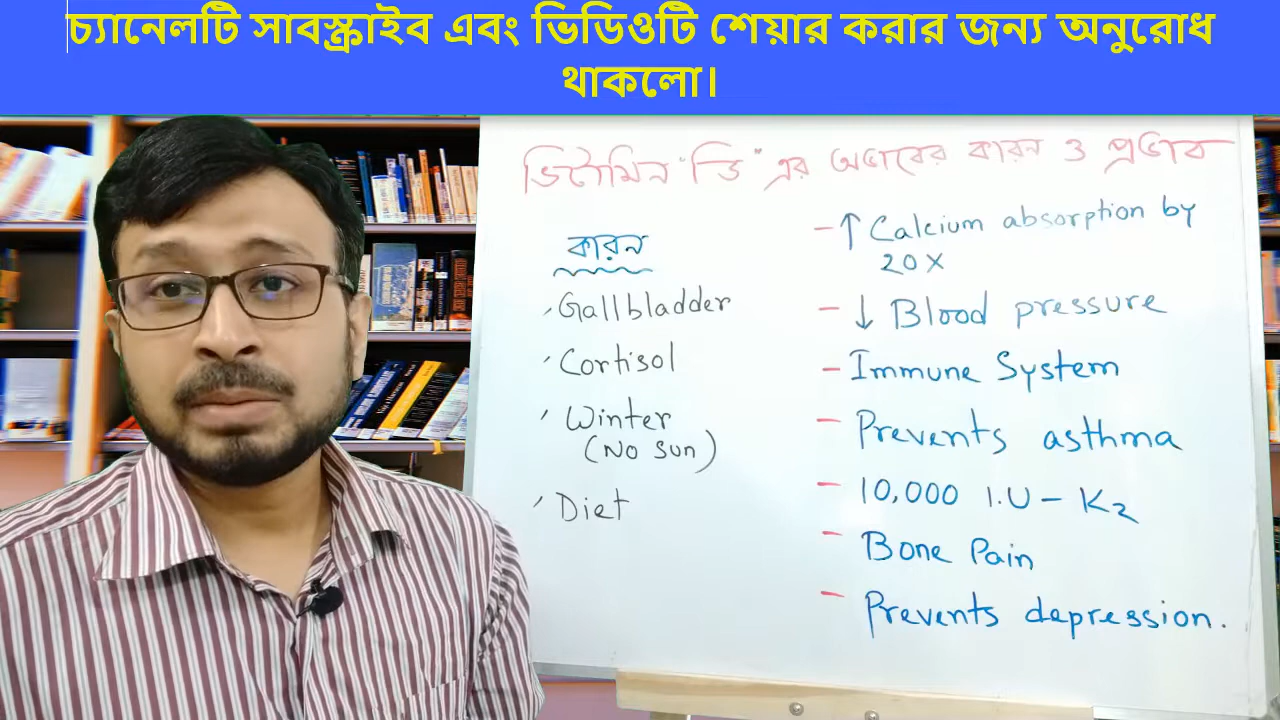 চ্যানেলটি সাবস্ক্রাইব এবং ভিডিওটি শেয়ার করার জন্য অনুরোধ
থাকলো।
ভিটামিন "ডি" এর অভাবের কারন ও প্রভাব
কারন
Gallbladder
Cortisol
Winter
(No Sun)
Diet
- ↑ Calcium absorption by
20 X
- ↓ Blood pressure
- Immune System
- Prevents asthma
- 10,000 I.U - K2
- Bone Pain
- Prevents depression.